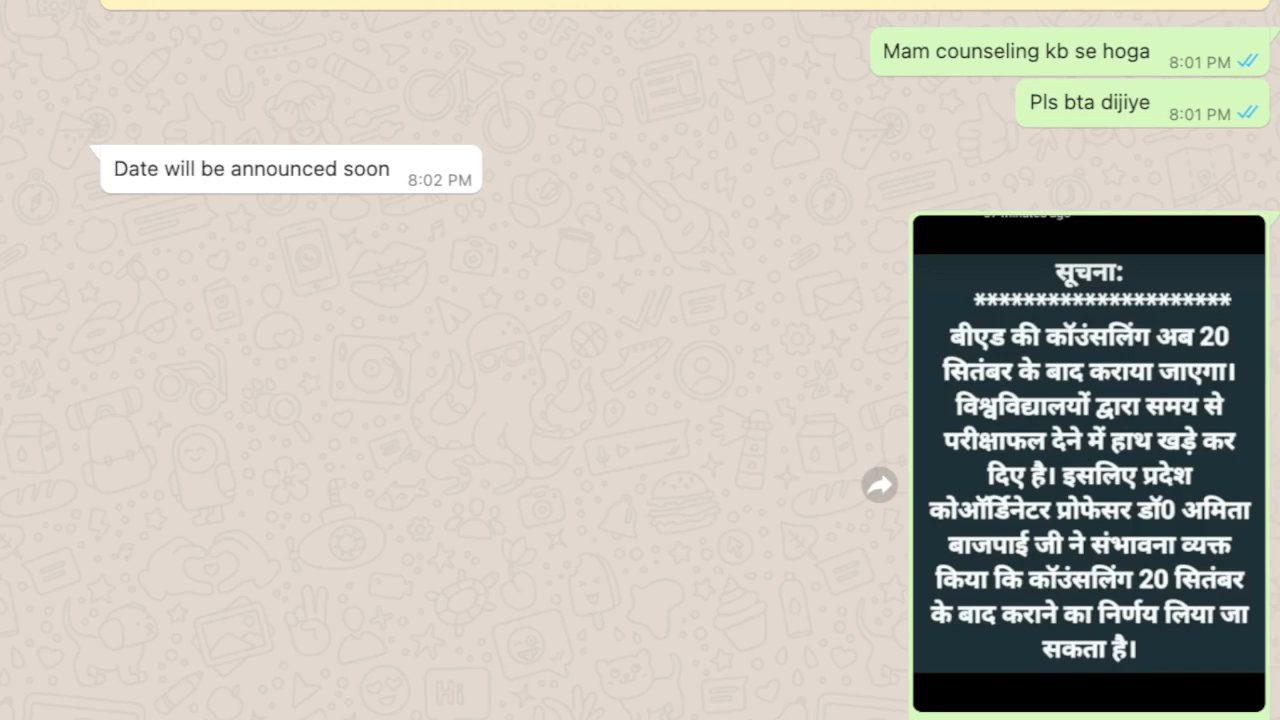 Mam counseling kb se hoga 8:01 PM
Pls bta dijiye 8:01 PM
Date will be announced soon 8:02 PM
सूचना:
*********************
बीएड की कॉउंसलिंग अब 20
सितंबर के बाद कराया जाएगा।
विश्वविद्यालयों द्वारा समय से
परीक्षाफल देने में हाथ खड़े कर
दिए है। इसलिए प्रदेश
कोऑर्डिनेटर प्रोफेसर डॉ0 अमिता
बाजपाई जी ने संभावना व्यक्त
किया कि कॉउंसलिंग 20 सितंबर
के बाद कराने का निर्णय लिया जा
सकता है।